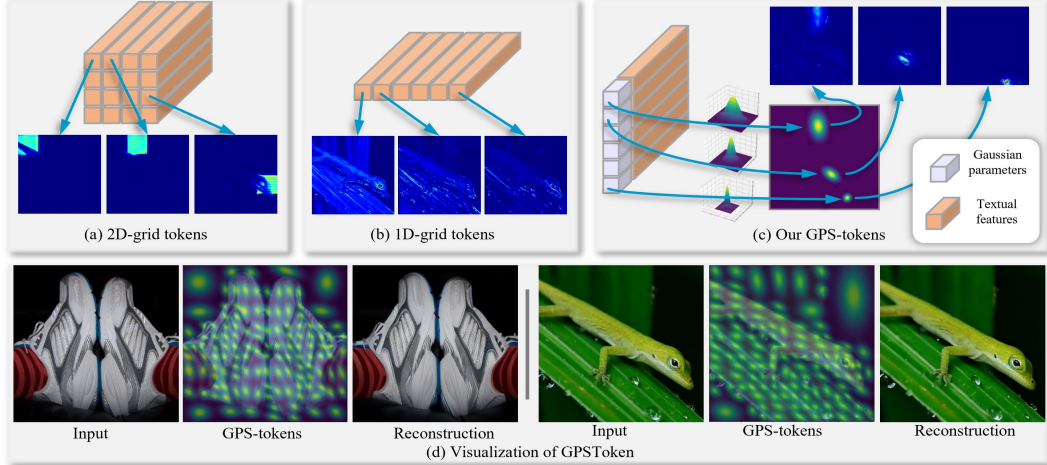 (a) 2D-grid tokens
(b) 1D-grid tokens
Gaussian
parameters
Textual
features
(c) Our GPS-tokens
Input
GPS-tokens
Reconstruction
Input
GPS-tokens
Reconstruction
(d) Visualization of GPSToken